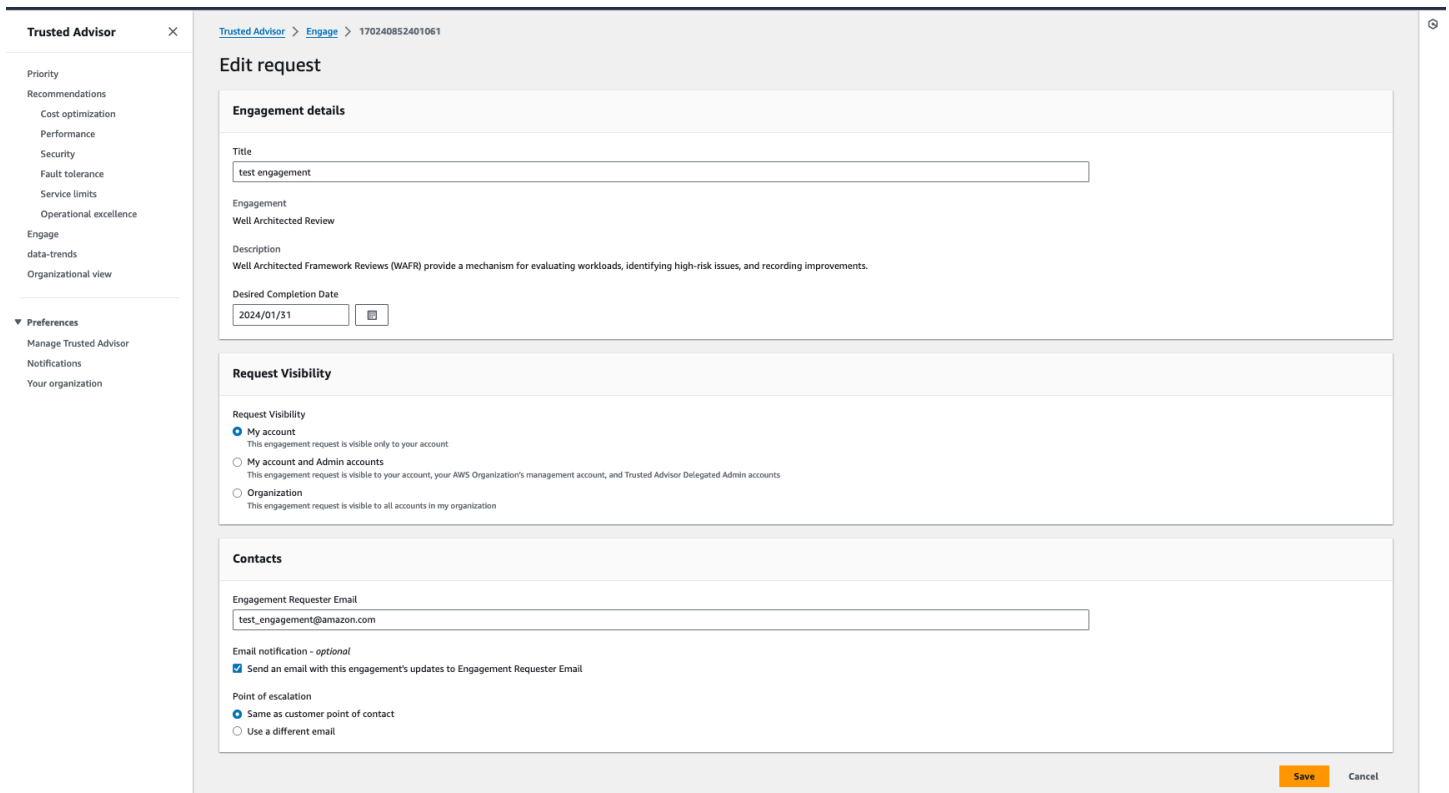 Trusted Advisor
Priority
Recommendations
Cost optimization
Performance
Security
Fault tolerance
Service limits
Operational excellence
Engage
data-trends
Organizational view
Preferences
Manage Trusted Advisor
Notifications
Your organization
Trusted Advisor > Engage > 170240852401061
Edit request
Engagement details
Title
test engagement
Engagement
Well Architected Review
Description
Well Architected Framework Reviews (WAFR) provide a mechanism for evaluating workloads, identifying high-risk issues, and recording improvements.
Desired Completion Date
2024/01/31
Request Visibility
Request Visibility
My account
This engagement request is visible only to your account
My account and Admin accounts
This engagement request is visible to your account, your AWS Organization's management account, and Trusted Advisor Delegated Admin accounts
Organization
This engagement request is visible to all accounts in my organization
Contacts
Engagement Requester Email
test_engagement@amazon.com
Email notification - optional
Send an email with this engagement's updates to Engagement Requester Email
Point of escalation
Same as customer point of contact
Use a different email
Save Cancel